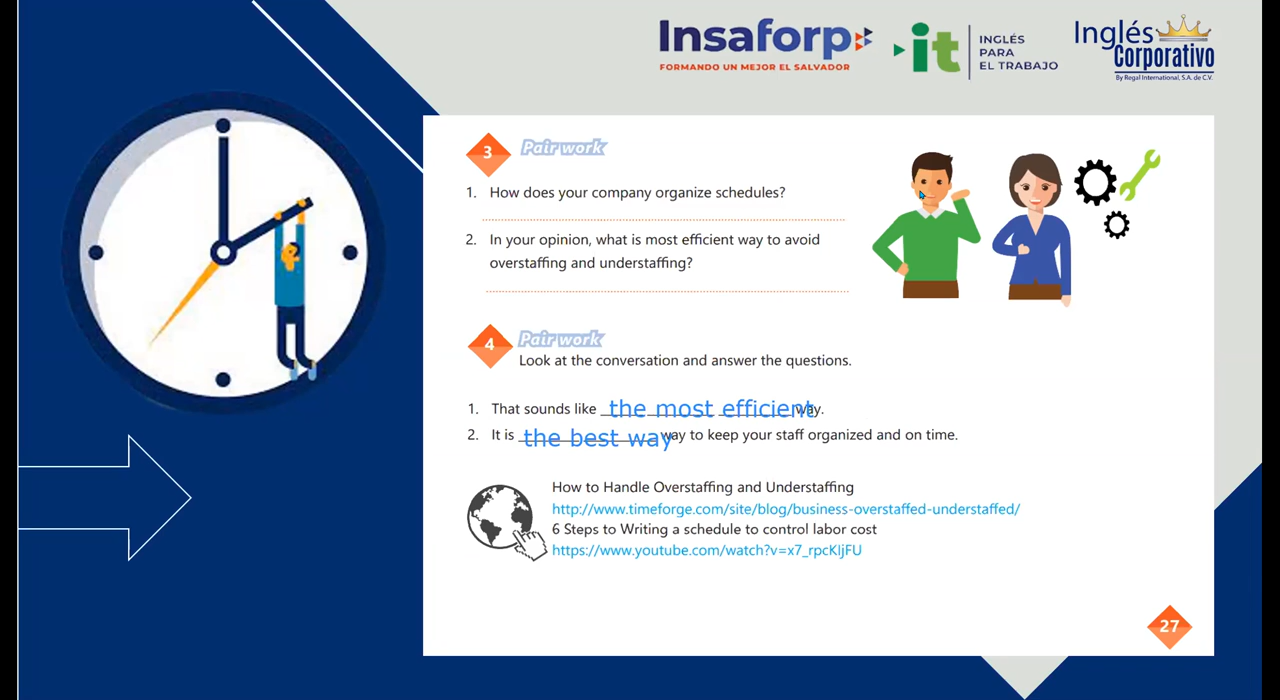 Insaforp
FORMANDO UN MEJOR EL SALVADOR
it
INGLÉS
PARA
EL TRABAJO
Inglés
Corporativo
By Regal International, S.A. de C.V.
3 Pair work
1. How does your company organize schedules?
2. In your opinion, what is most efficient way to avoid
overstaffing and understaffing?
4 Pair work
Look at the conversation and answer the questions.
1. That sounds like the most efficient way.
2. It is the best way way to keep your staff organized and on time.
How to Handle Overstaffing and Understaffing
http://www.timeforge.com/site/blog/business-overstaffed-understaffed/
6 Steps to Writing a schedule to control labor cost
https://www.youtube.com/watch?v=x7_rpcKljFU
27